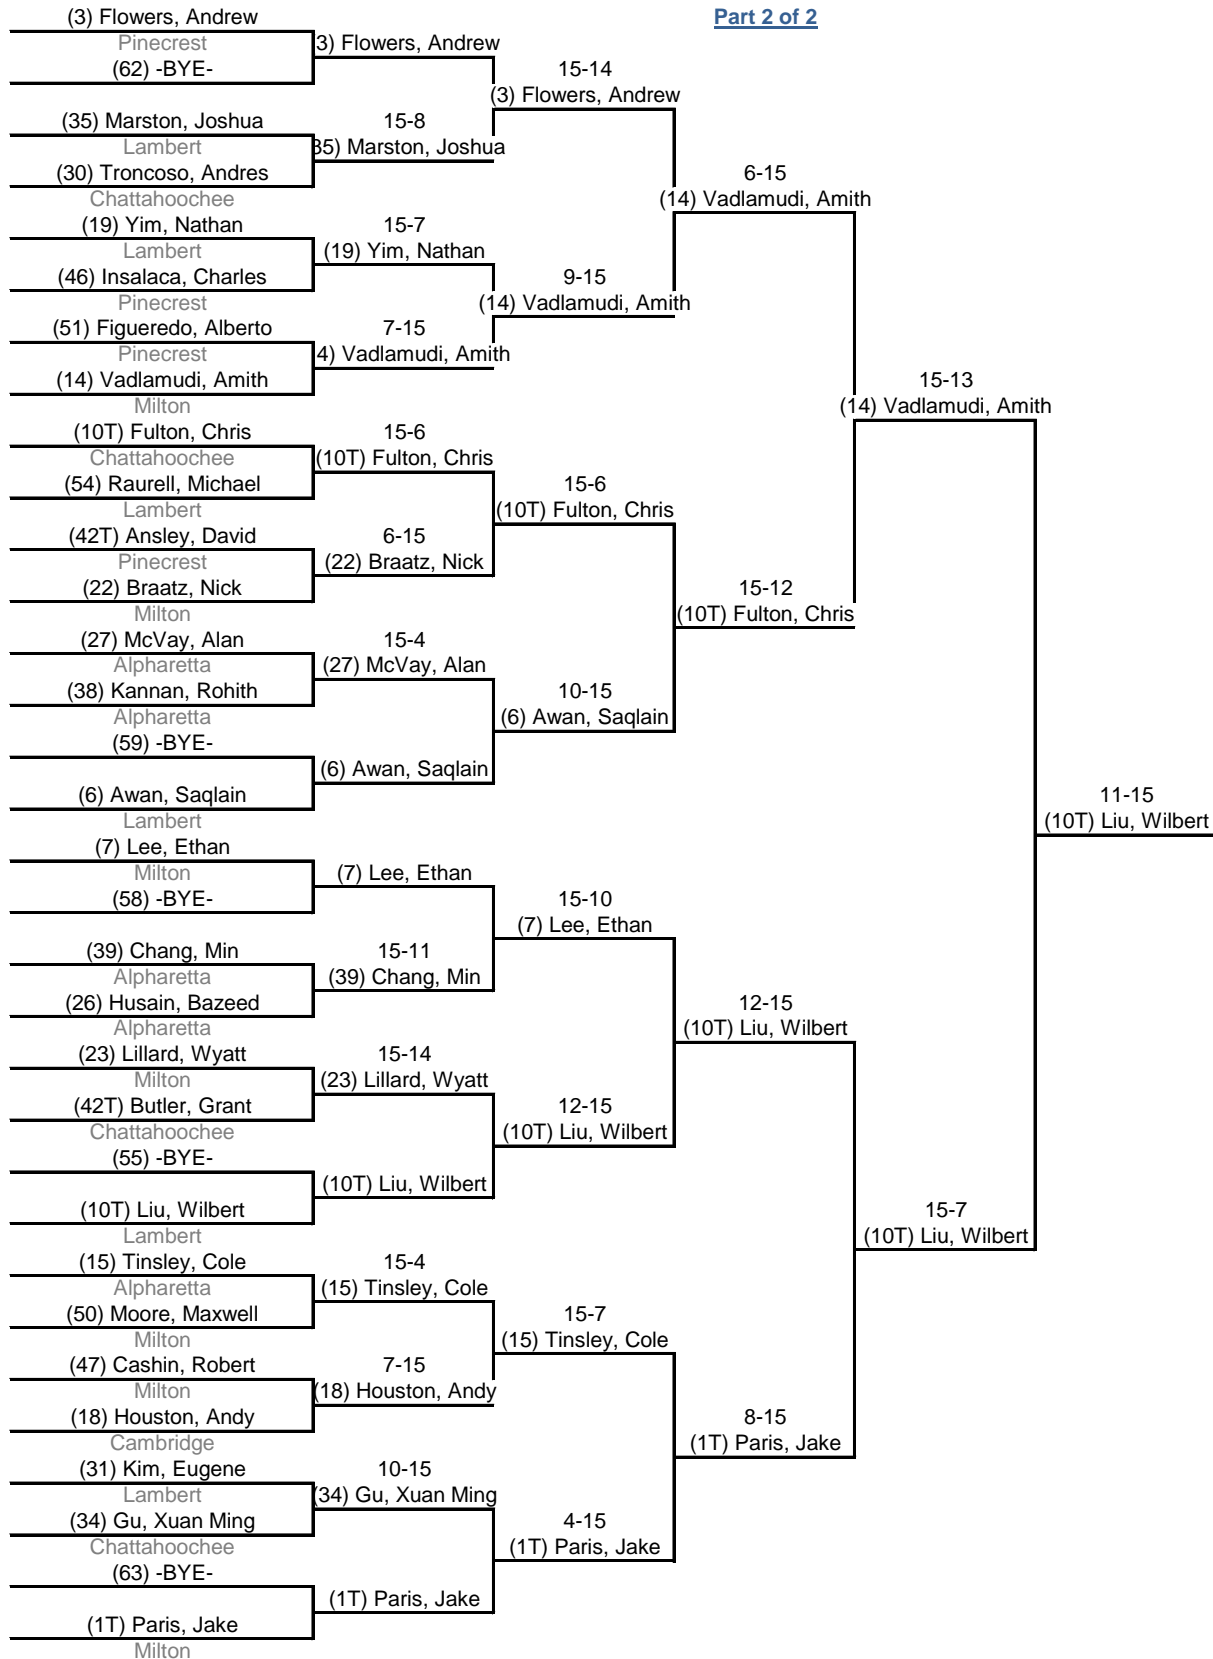 Part 2 of 2
(3) Flowers, Andrew
Pinecrest
(62) -BYE-
(35) Marston, Joshua
Lambert
(30) Troncoso, Andres
Chattahoochee
(19) Yim, Nathan
Lambert
(46) Insalaca, Charles
Pinecrest
(51) Figueredo, Alberto
Pinecrest
(14) Vadlamudi, Amith
Milton
(10T) Fulton, Chris
Chattahoochee
(54) Raurell, Michael
Lambert
(42T) Ansley, David
Pinecrest
(22) Braatz, Nick
Milton
(27) McVay, Alan
Alpharetta
(38) Kannan, Rohith
Alpharetta
(59) -BYE-
(6) Awan, Saqlain
Lambert
(7) Lee, Ethan
Milton
(58) -BYE-
(39) Chang, Min
Alpharetta
(26) Husain, Bazeed
Alpharetta
(23) Lillard, Wyatt
Milton
(42T) Butler, Grant
Chattahoochee
(55) -BYE-
(10T) Liu, Wilbert
Lambert
(15) Tinsley, Cole
Alpharetta
(50) Moore, Maxwell
Milton
(47) Cashin, Robert
Milton
(18) Houston, Andy
Cambridge
(31) Kim, Eugene
Lambert
(34) Gu, Xuan Ming
Chattahoochee
(63) -BYE-
(1T) Paris, Jake
Milton
3) Flowers, Andrew
15-8
35) Marston, Joshua
15-7
(19) Yim, Nathan
7-15
4) Vadlamudi, Amith
15-6
(10T) Fulton, Chris
6-15
(22) Braatz, Nick
15-4
(27) McVay, Alan
(6) Awan, Saqlain
(7) Lee, Ethan
15-11
(39) Chang, Min
15-14
(23) Lillard, Wyatt
(10T) Liu, Wilbert
15-4
(15) Tinsley, Cole
7-15
(18) Houston, Andy
10-15
(34) Gu, Xuan Ming
(1T) Paris, Jake
15-14
(3) Flowers, Andrew
9-15
(14) Vadlamudi, Amith
15-6
(10T) Fulton, Chris
10-15
(6) Awan, Saqlain
15-10
(7) Lee, Ethan
12-15
(10T) Liu, Wilbert
15-7
(15) Tinsley, Cole
4-15
(1T) Paris, Jake
6-15
(14) Vadlamudi, Amith
15-12
(10T) Fulton, Chris
12-15
(10T) Liu, Wilbert
8-15
(1T) Paris, Jake
15-13
(14) Vadlamudi, Amith
15-7
(10T) Liu, Wilbert
11-15
(10T) Liu, Wilbert